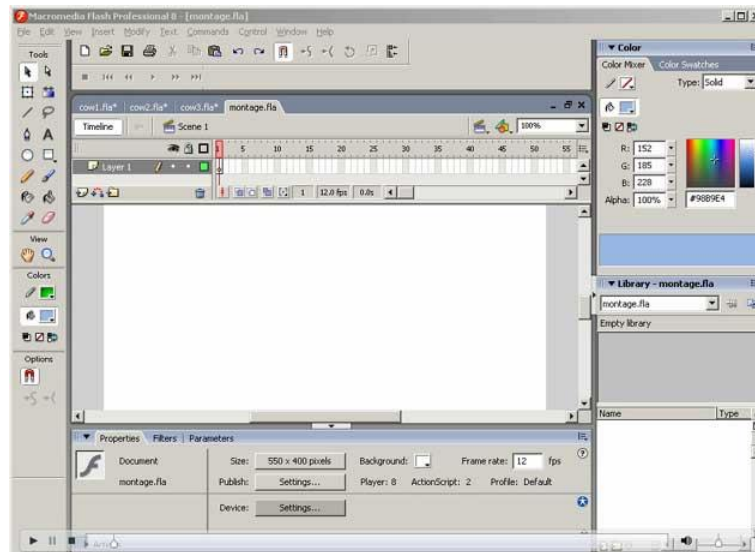 Macromedia Flash Professional 8 - [montage.fla]
File Edit View Insert Modify Text Commands Control Window Help
Tools
View
Colors
Options
cow1.fla* cow2.fla* cow3.fla* montage.fla
Timeline Scene 1 100%
1 5 10 15 20 25 30 35 40 45 50 55
Layer 1
1 12.0 fps 0.0s
Properties Filters Parameters
Document Size: 550 x 400 pixels Background: Frame rate: 12 fps
montage.fla Publish: Settings... Player: 8 ActionScript: 2 Profile: Default
Device: Settings...
Color
Color Mixer Color Swatches
Type: Solid
R: 152
G: 185
B: 228
Alpha: 100% #98B9E4
Library - montage.fla
montage.fla
Empty library
Name Type